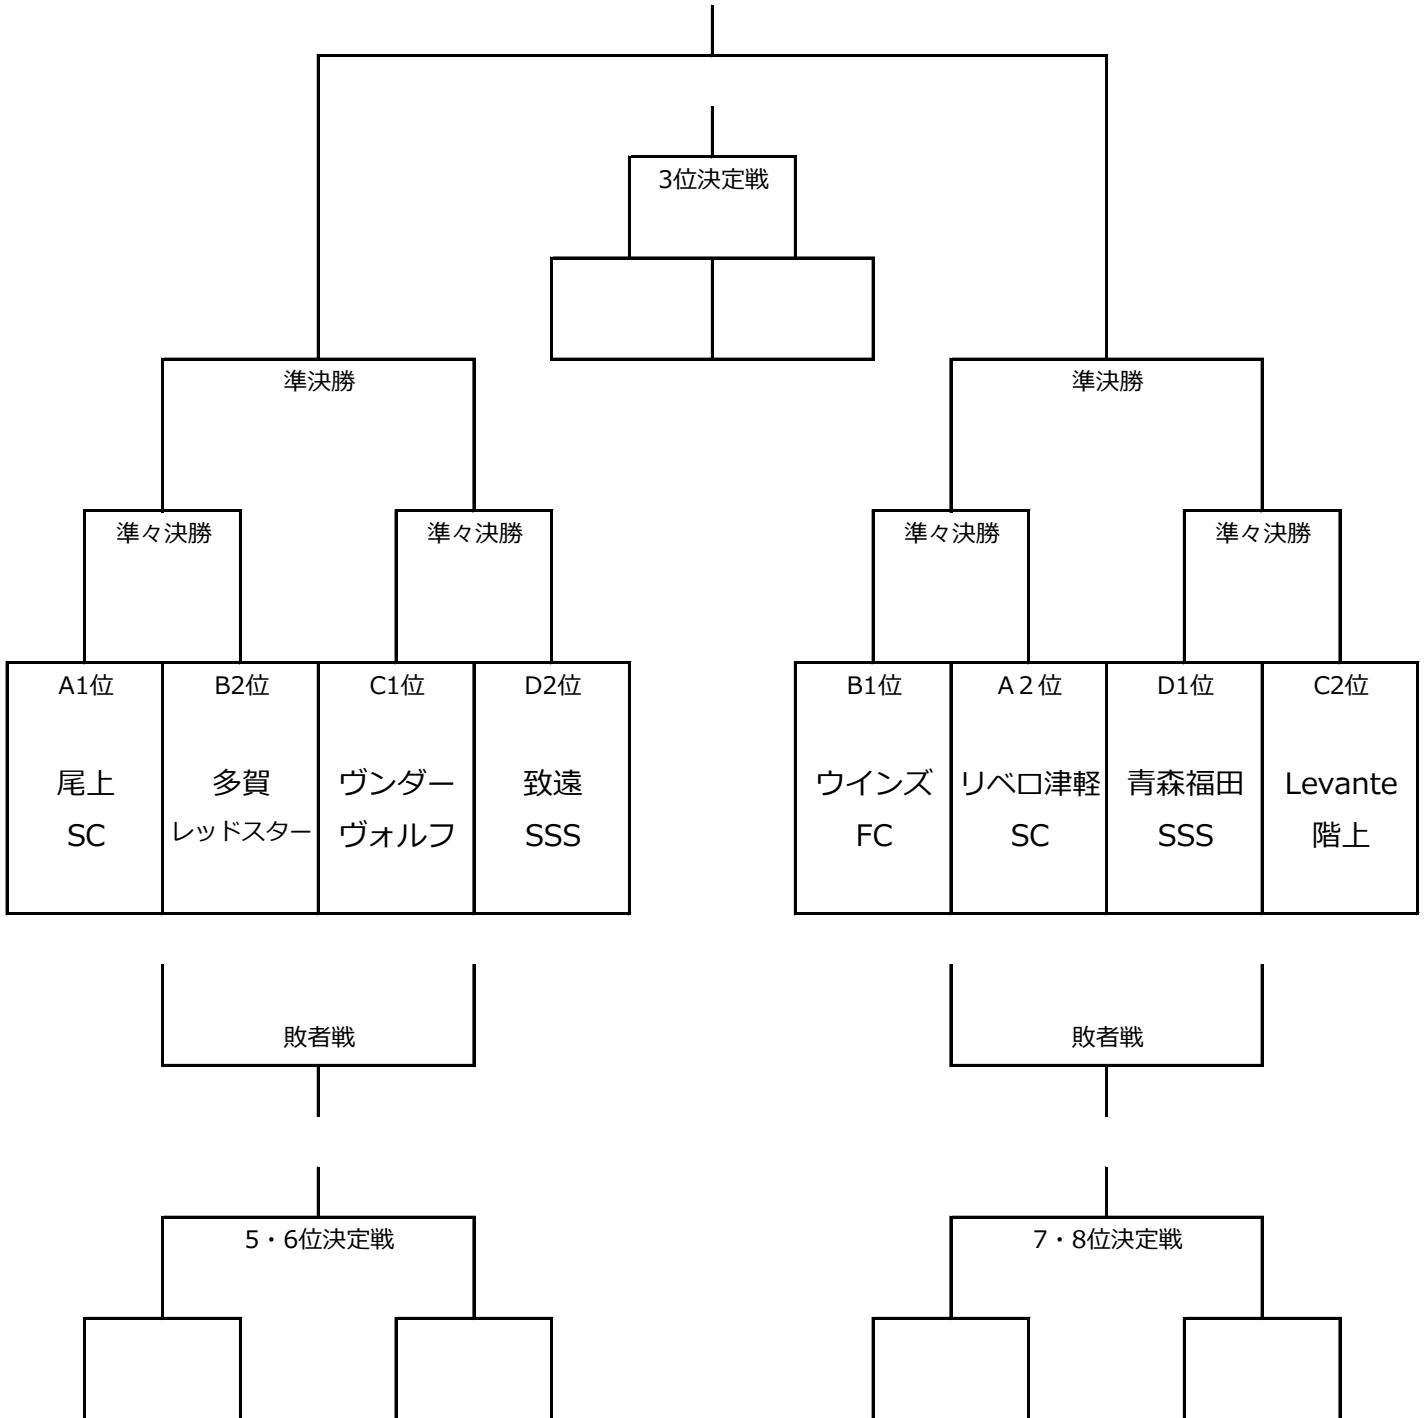 3位決定戦
準決勝
準決勝
準々決勝
準々決勝
準々決勝
準々決勝
A1位
B2位
C1位
D2位
B1位
A２位
D1位
C2位
尾上
SC
多賀
レッドスター
ヴンダー
ヴォルフ
致遠
SSS
ウインズ
FC
リベロ津軽
SC
青森福田
SSS
Levante
階上
敗者戦
敗者戦
5・6位決定戦
7・8位決定戦